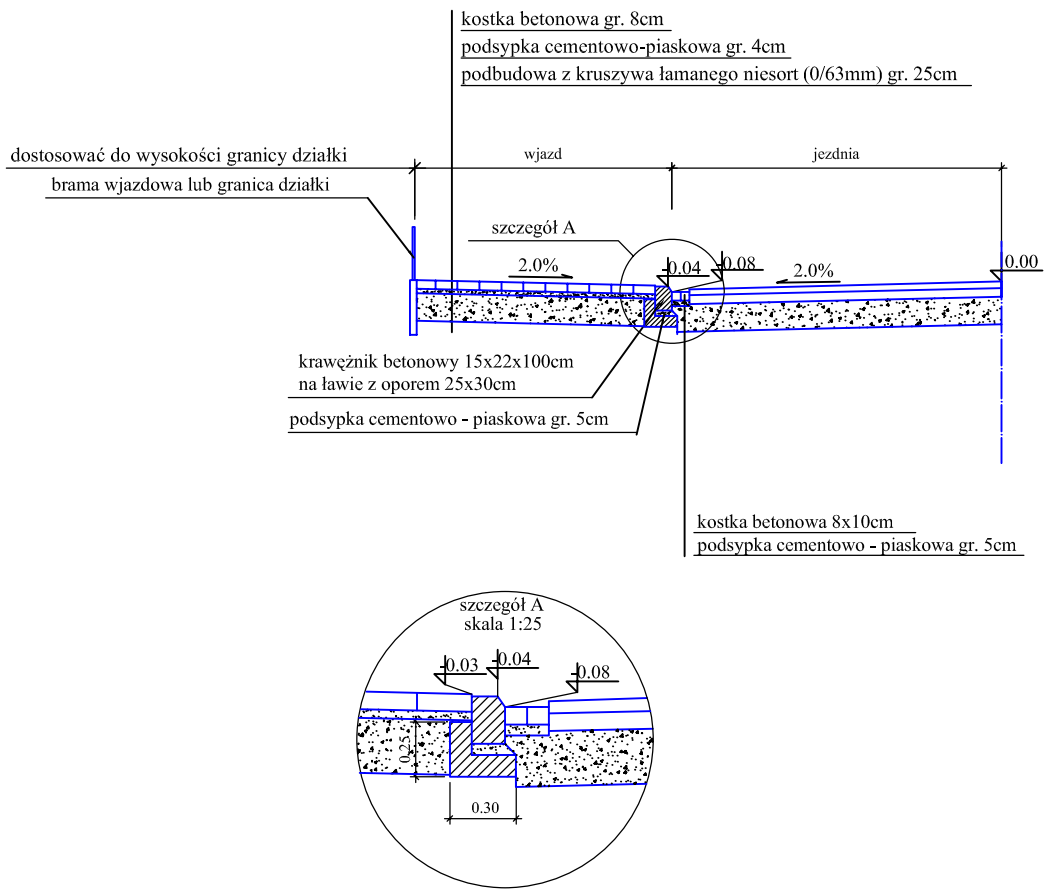 kostka betonowa gr. 8cm
podsypka cementowo-piaskowa gr. 4cm
podbudowa z kruszywa łamanego niesort (0/63mm) gr. 25cm
dostosować do wysokości granicy działki
wjazd
jezdnia
brama wjazdowa lub granica działki
szczegół A
2.0%
-0.04
-0.08
2.0%
0.00
krawężnik betonowy 15x22x100cm
na ławie z oporem 25x30cm
podsypka cementowo - piaskowa gr. 5cm
kostka betonowa 8x10cm
podsypka cementowo - piaskowa gr. 5cm
szczegół A
skala 1:25
-0.03
-0.04
-0.08
0.25
0.30